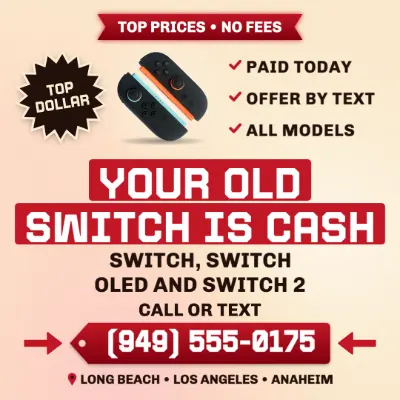 TOP PRICES • NO FEES
TOP
DOLLAR
PAID TODAY
OFFER BY TEXT
ALL MODELS
YOUR OLD
SWITCH IS CASH
SWITCH, SWITCH
OLED AND SWITCH 2
CALL OR TEXT
(949) 555-0175
LONG BEACH • LOS ANGELES • ANAHEIM